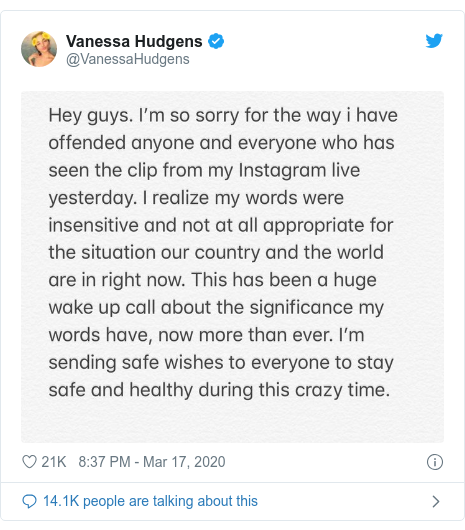 Vanessa Hudgens
@VanessaHudgens
Hey guys. I’m so sorry for the way i have
offended anyone and everyone who has
seen the clip from my Instagram live
yesterday. I realize my words were
insensitive and not at all appropriate for
the situation our country and the world
are in right now. This has been a huge
wake up call about the significance my
words have, now more than ever. I’m
sending safe wishes to everyone to stay
safe and healthy during this crazy time.
21K 8:37 PM - Mar 17, 2020
14.1K people are talking about this